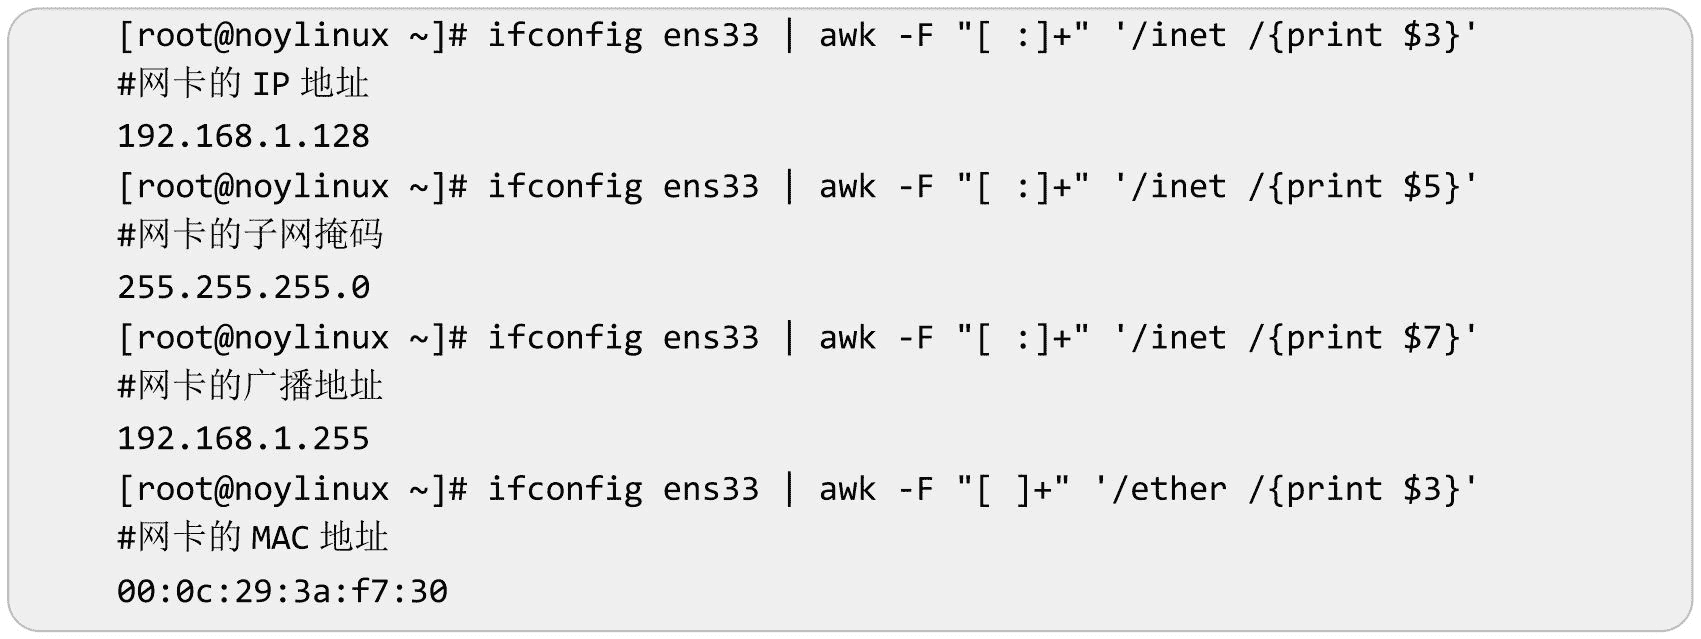 [root@noylinux ~]# ifconfig ens33 | awk -F "[ :]+" '/inet /{print $3}'
#网卡的 IP 地址
192.168.1.128
[root@noylinux ~]# ifconfig ens33 | awk -F "[ :]+" '/inet /{print $5}'
#网卡的子网掩码
255.255.255.0
[root@noylinux ~]# ifconfig ens33 | awk -F "[ :]+" '/inet /{print $7}'
#网卡的广播地址
192.168.1.255
[root@noylinux ~]# ifconfig ens33 | awk -F "[ ]+" '/ether /{print $3}'
#网卡的 MAC 地址
00:0c:29:3a:f7:30